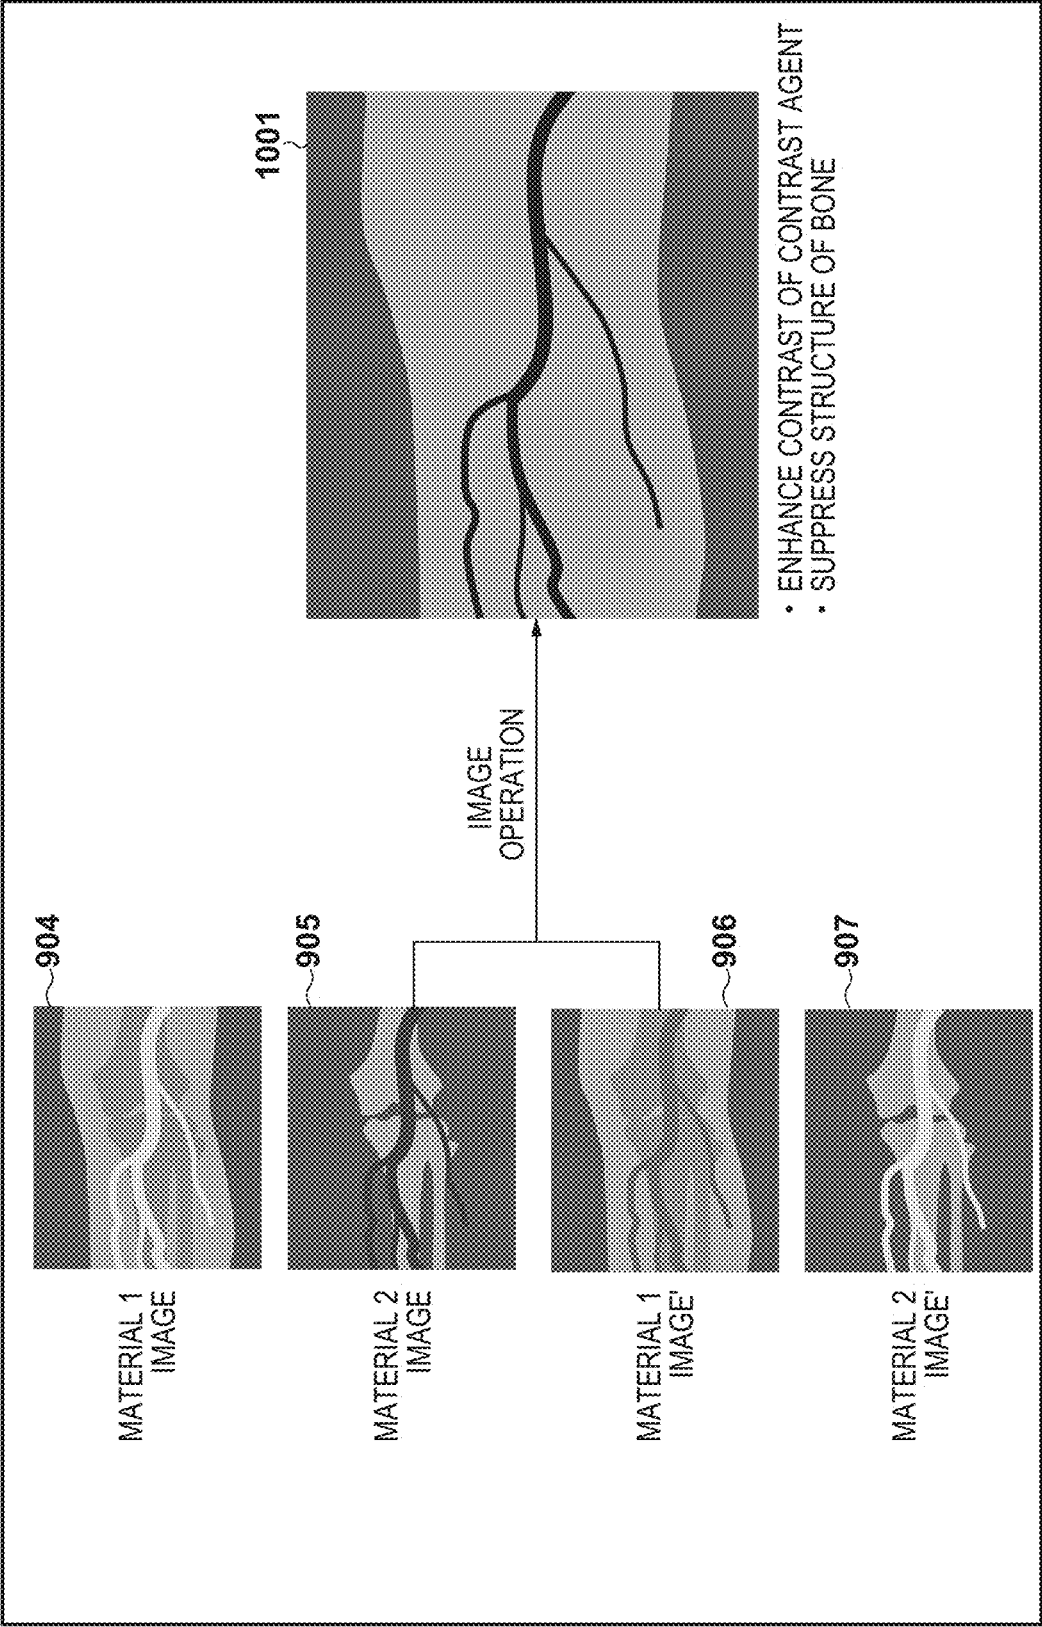 904
MATERIAL 1
IMAGE
905
MATERIAL 2
IMAGE
906
MATERIAL 1
IMAGE'
907
MATERIAL 2
IMAGE'
IMAGE
OPERATION
1001
• ENHANCE CONTRAST OF CONTRAST AGENT
• SUPPRESS STRUCTURE OF BONE